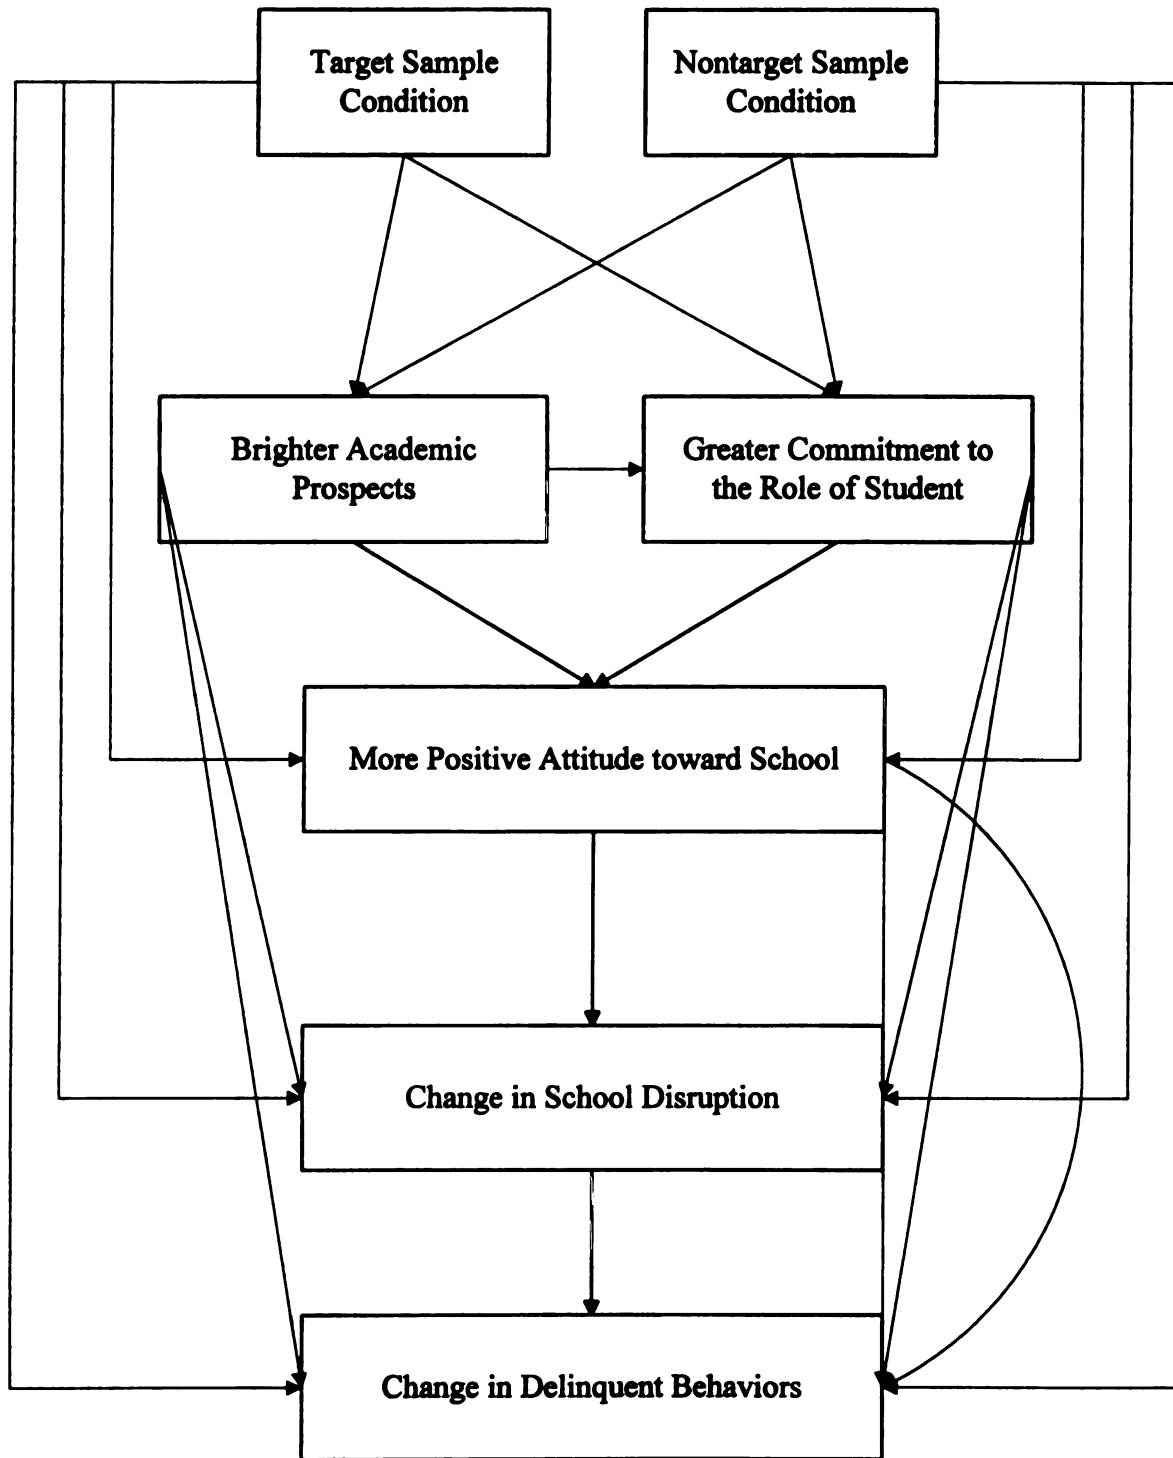 Target Sample
Condition
Nontarget Sample
Condition
Brighter Academic
Prospects
Greater Commitment to
the Role of Student
More Positive Attitude toward School
Change in School Disruption
Change in Delinquent Behaviors